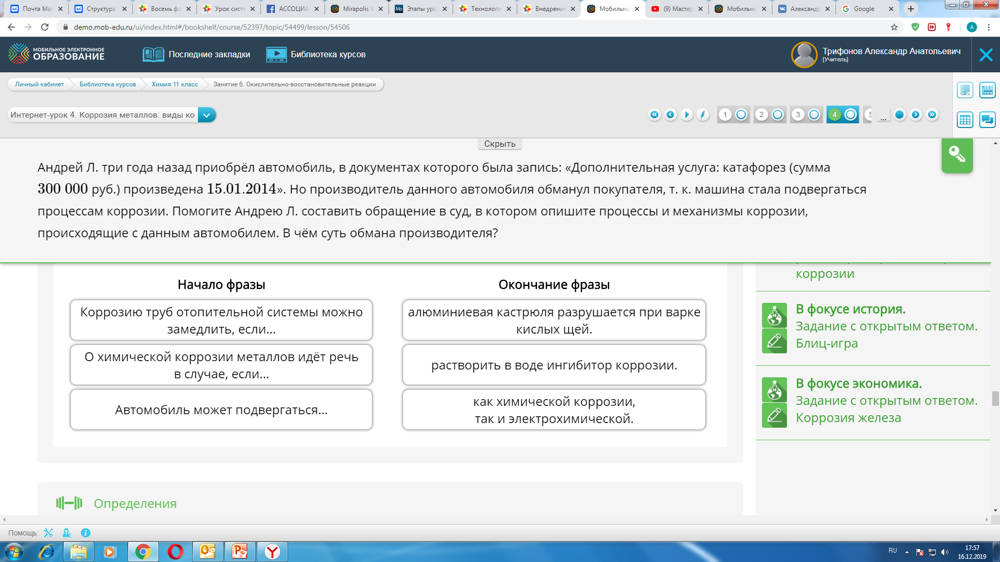 Почта Mail
Структура
Восемь фо
Урок систе
АССОЦИА
Mirapolis V
Мо Этапы уро
Технологи
Внедрение
Мобильно
(9) Мастер
Мобильно
Александр
Google
demo.mob-edu.ru/ui/index.html#/bookshelf/course/52397/topic/54499/lesson/54506
A
МОБИЛЬНОЕ ЭЛЕКТРОННОЕ
ОБРАЗОВАНИЕ
Последние закладки
Библиотека курсов
Трифонов Александр Анатольевич
[Учитель]
Личный кабинет
Библиотека курсов
Химия 11 класс
Занятие 6. Окислительно-восстановительные реакции
Интернет-урок 4. Коррозия металлов: виды ко
1
2
3
4
5
...
Скрыть
Андрей Л. три года назад приобрёл автомобиль, в документах которого была запись: «Дополнительная услуга: катафорез (сумма
300 000 руб.) произведена 15.01.2014». Но производитель данного автомобиля обманул покупателя, т. к. машина стала подвергаться
процессам коррозии. Помогите Андрею Л. составить обращение в суд, в котором опишите процессы и механизмы коррозии,
происходящие с данным автомобилем. В чём суть обмана производителя?
Начало фразы
Окончание фразы
Коррозию труб отопительной системы можно
замедлить, если...
алюминиевая кастрюля разрушается при варке
кислых щей.
О химической коррозии металлов идёт речь
в случае, если...
растворить в воде ингибитор коррозии.
Автомобиль может подвергаться...
как химической коррозии,
так и электрохимической.
коррозии
В фокусе история.
Задание с открытым ответом.
Блиц-игра
В фокусе экономика.
Задание с открытым ответом.
Коррозия железа
Определения
Помощь:
RU
17:57
16.12.2019